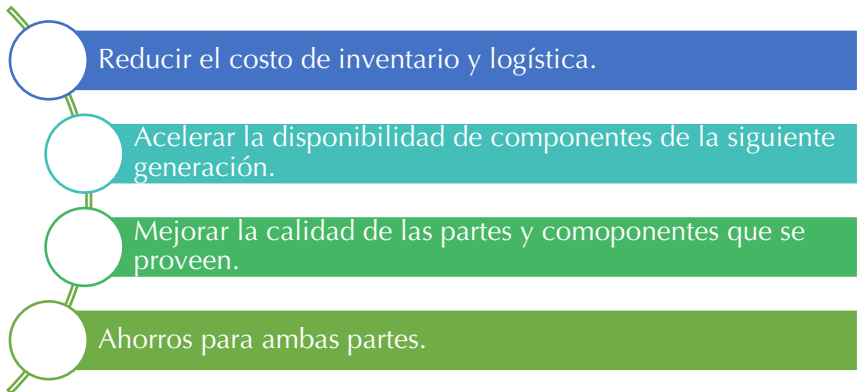 Reducir el costo de inventario y logística.
Acelerar la disponibilidad de componentes de la siguiente
generación.
Mejorar la calidad de las partes y comoponentes que se
proveen.
Ahorros para ambas partes.